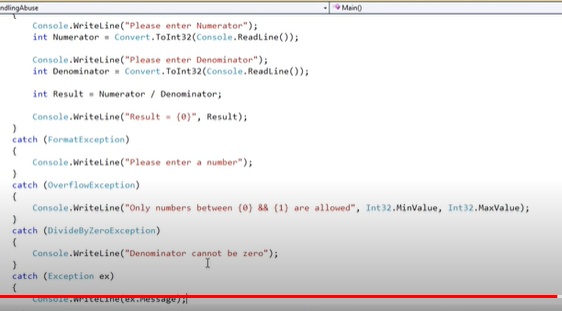 ndlingAbuse Main()
{
Console.WriteLine("Please enter Numerator");
int Numerator = Convert.ToInt32(Console.ReadLine());
Console.WriteLine("Please enter Denominator");
int Denominator = Convert.ToInt32(Console.ReadLine());
int Result = Numerator / Denominator;
Console.WriteLine("Result = {0}", Result);
}
catch (FormatException)
{
Console.WriteLine("Please enter a number");
}
catch (OverflowException)
{
Console.WriteLine("Only numbers between {0} && {1} are allowed", Int32.MinValue, Int32.MaxValue);
}
catch (DivideByZeroException)
{
Console.WriteLine("Denominator cannot be zero");
}
catch (Exception ex)
{
Console.WriteLine(ex.Message);